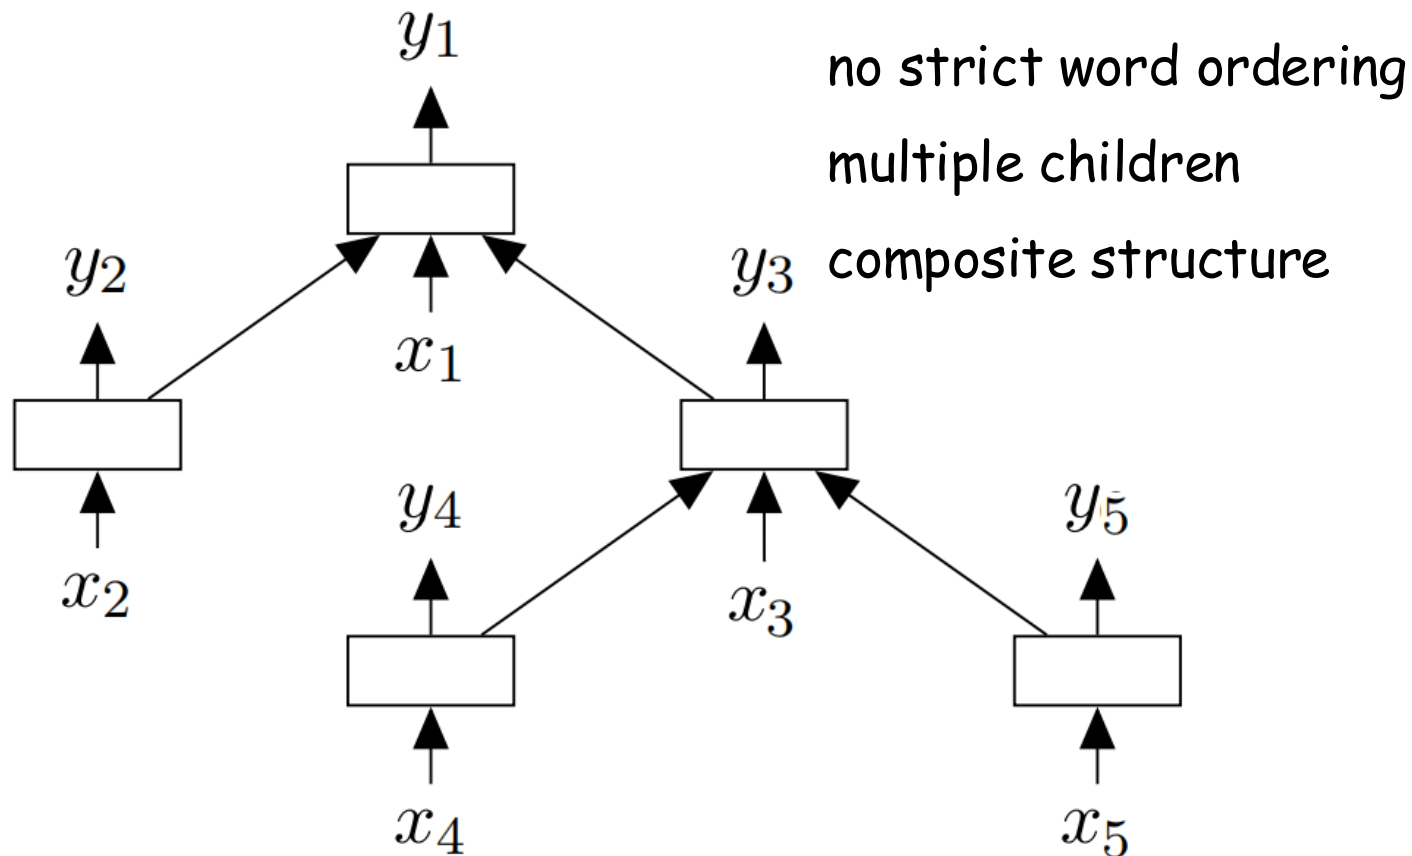 y1
no strict word ordering
multiple children
y2
y3
composite structure
x1
y4
y5
x2
x3
x4
x5